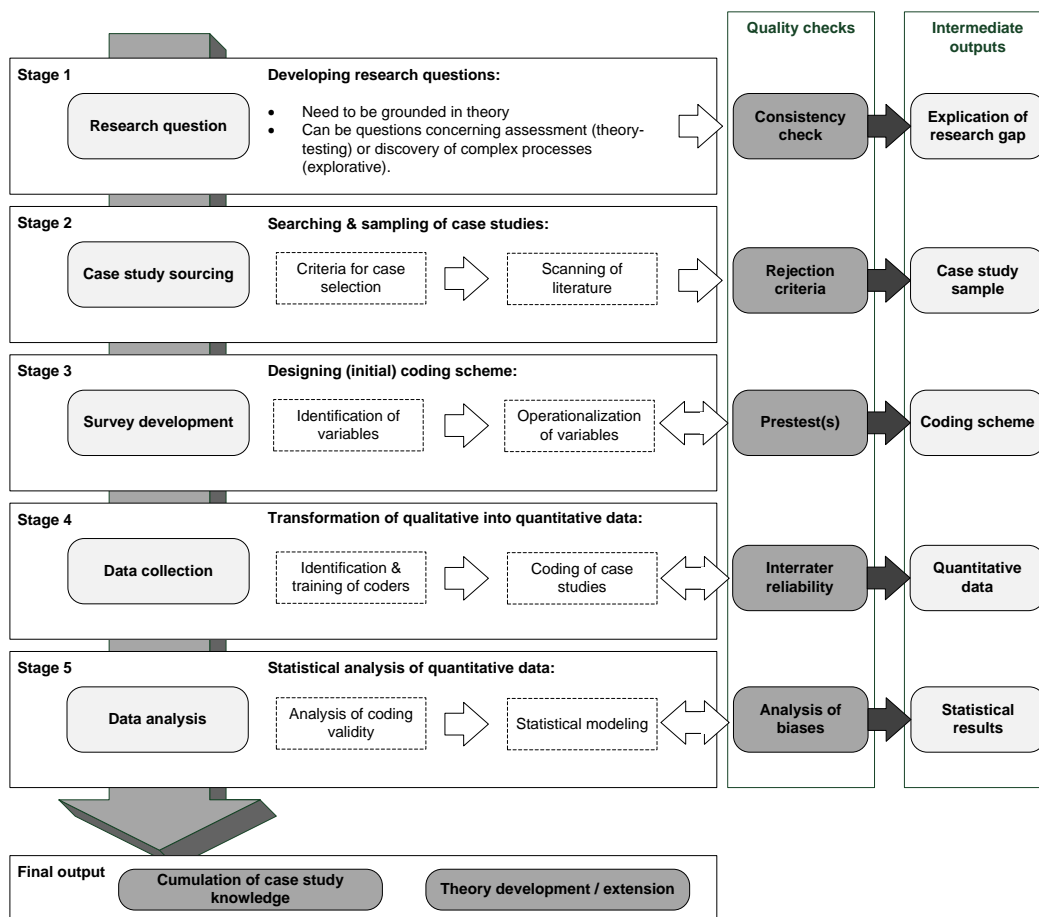 Quality checks
Intermediate
outputs
Stage 1
Developing research questions:
Research question
• Need to be grounded in theory
• Can be questions concerning assessment (theory-
testing) or discovery of complex processes
(explorative).
Consistency
check
Explication of
research gap
Stage 2
Searching & sampling of case studies:
Case study sourcing
Criteria for case
selection
Scanning of
literature
Rejection
criteria
Case study
sample
Stage 3
Designing (initial) coding scheme:
Survey development
Identification of
variables
Operationalization
of variables
Prestest(s)
Coding scheme
Stage 4
Transformation of qualitative into quantitative data:
Data collection
Identification &
training of coders
Coding of case
studies
Interrater
reliability
Quantitative
data
Stage 5
Statistical analysis of quantitative data:
Data analysis
Analysis of coding
validity
Statistical modeling
Analysis of
biases
Statistical
results
Final output
Cumulation of case study
knowledge
Theory development / extension